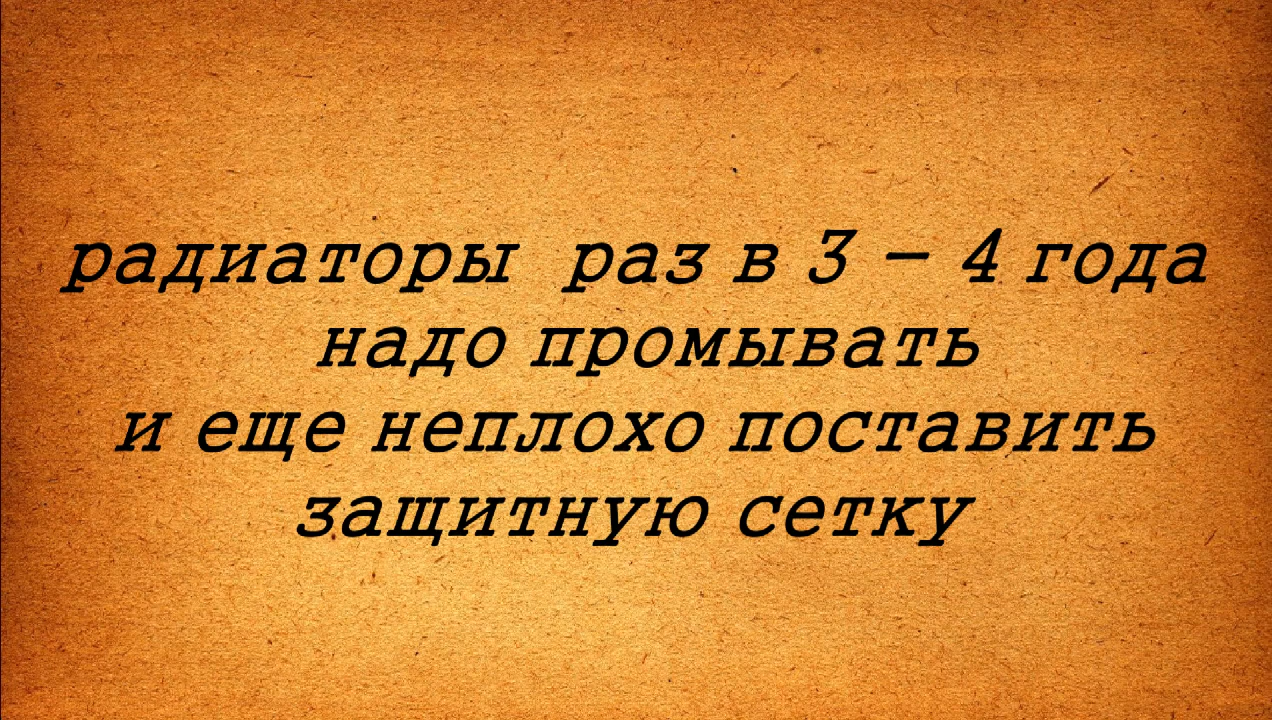 радиаторы раз в 3 - 4 года
надо промывать
и еще неплохо поставить
защитную сетку